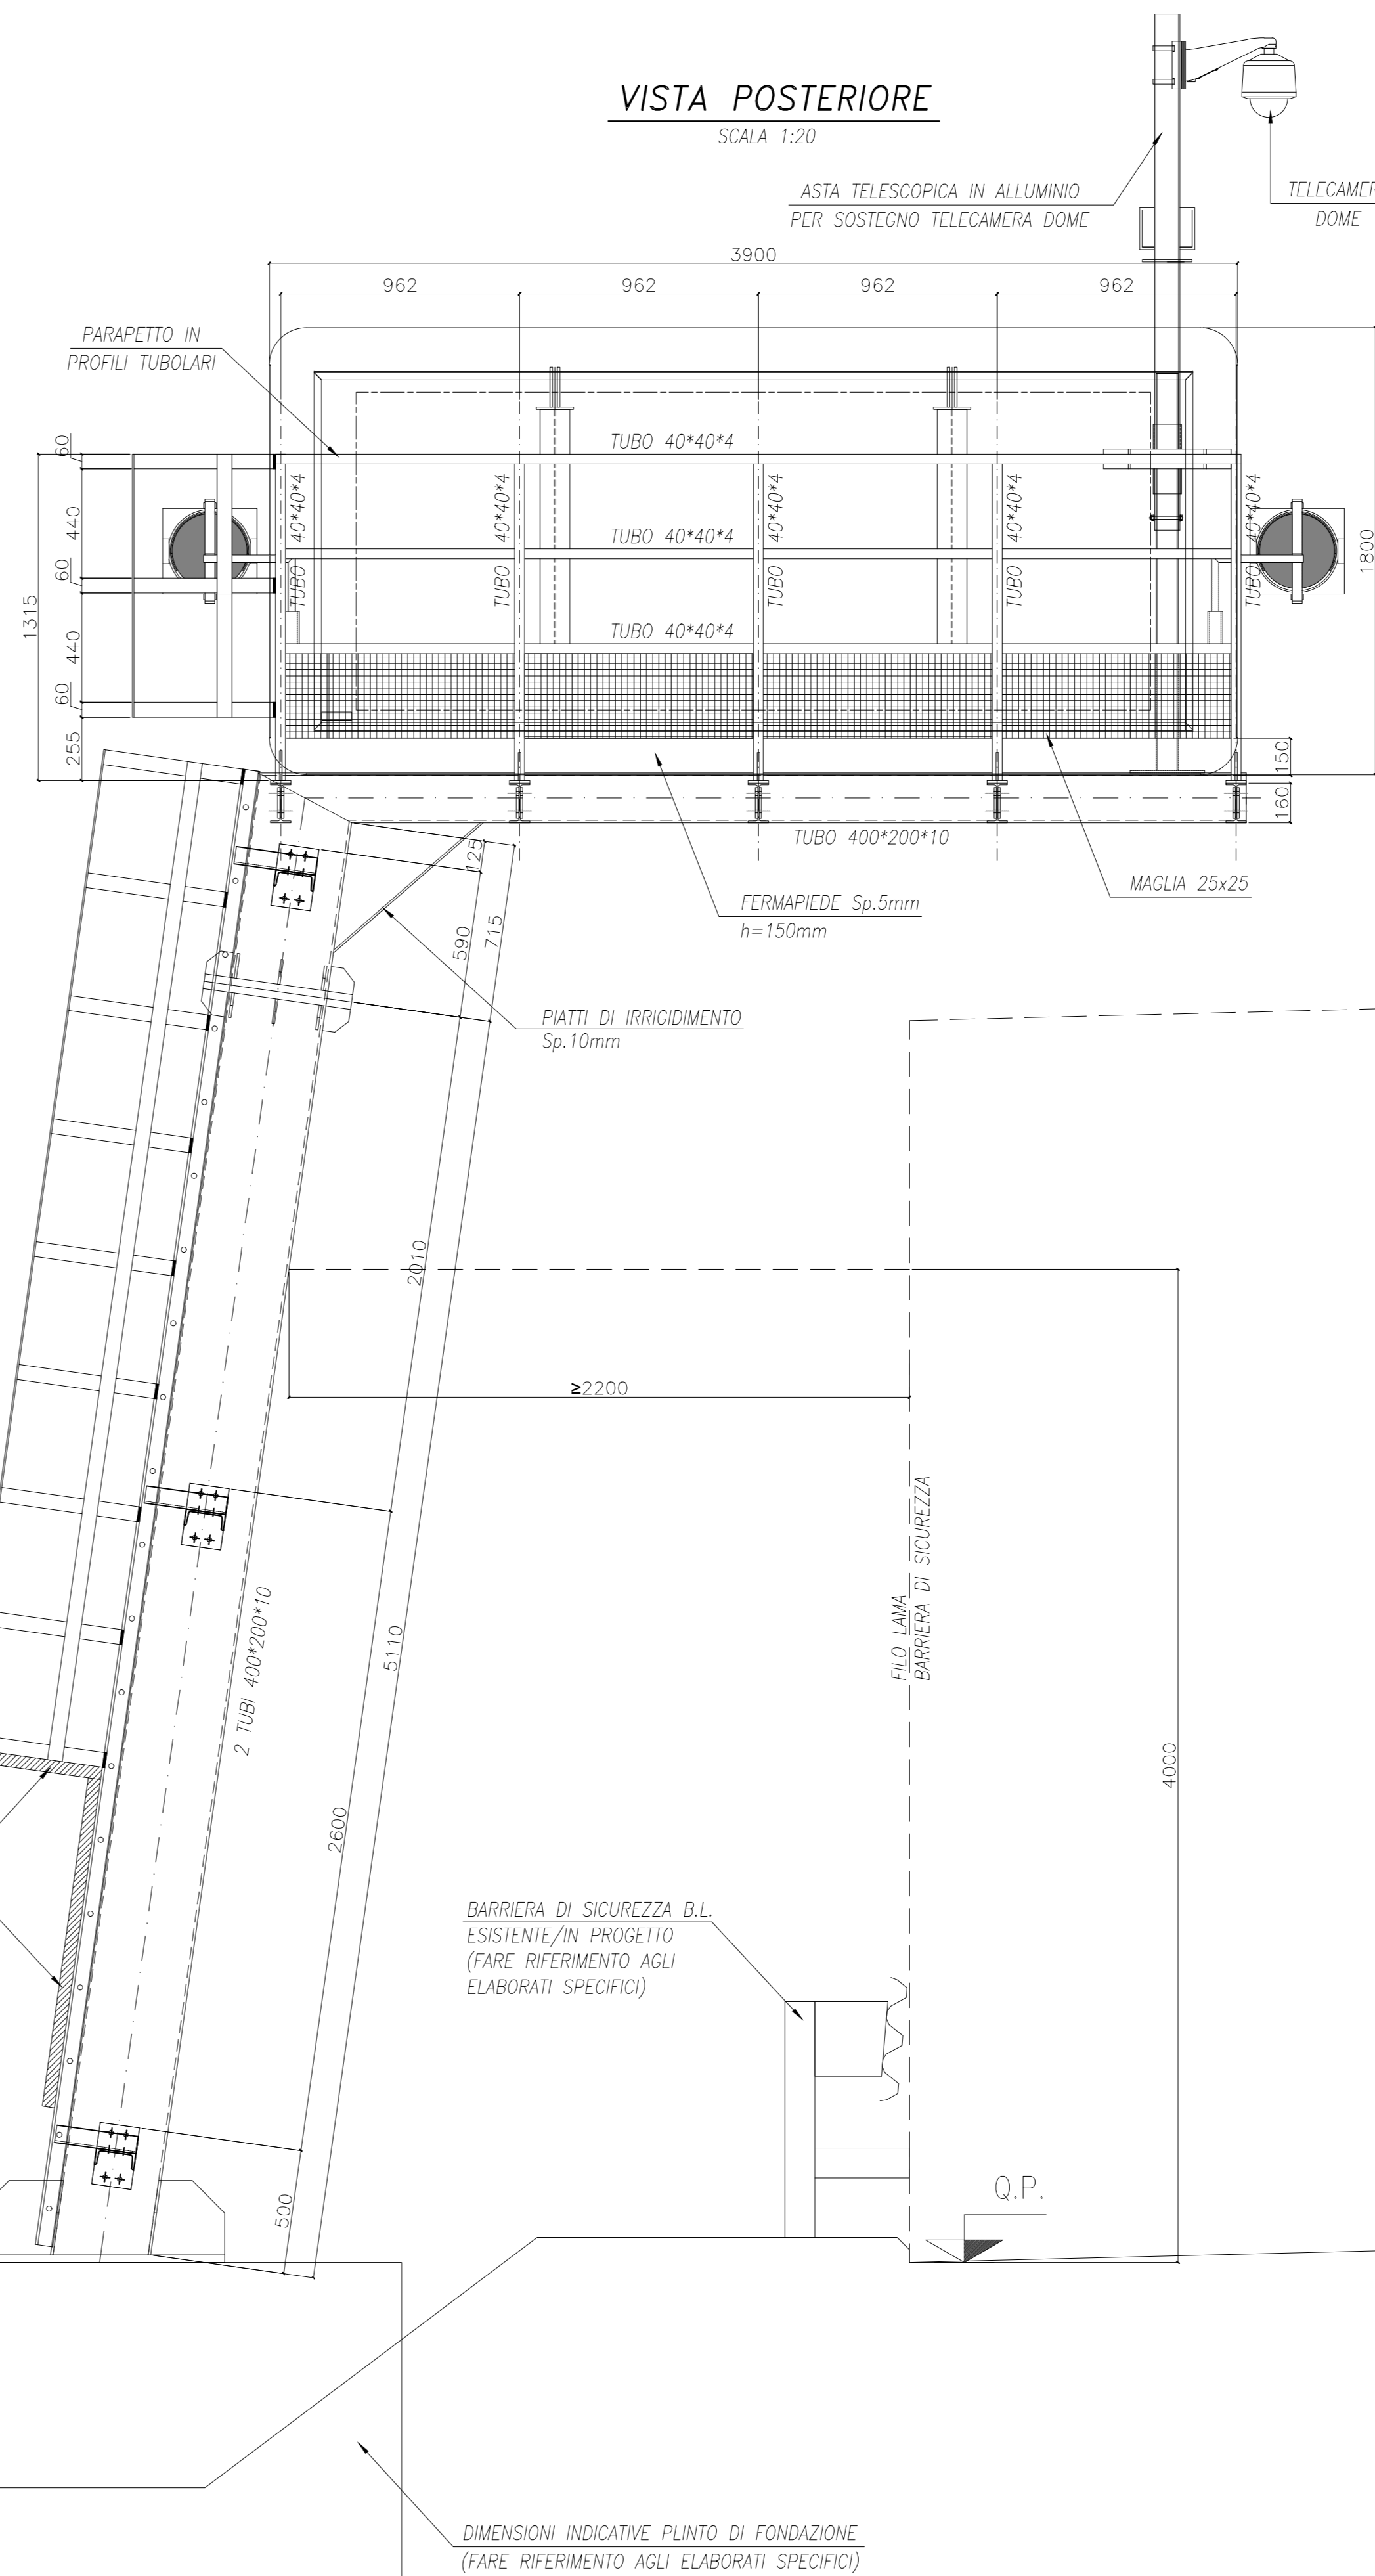 VISTA POSTERIORE
SCALA 1:20
ASTA TELESCOPICA IN ALLUMINIO
PER SOSTEGNO TELECAMERA DOME
TELECAMER
DOME
3900
962
962
962
962
PARAPETTO IN
PROFILI TUBOLARI
TUBO 40*40*4
TUBO 40*40*4
TUBO 40*40*4
TUBO 40*40*4
TUBO 40*40*4
TUBO 40*40*4
TUBO 40*40*4
TUBO 40*40*4
60
440
60
440
60
255
1315
1800
150
160
TUBO 400*200*10
MAGLIA 25x25
FERMAPIEDE Sp.5mm
h=150mm
125
590
715
PIATTI DI IRRIGIDIMENTO
Sp.10mm
2010
≥2200
FILO LAMA
BARRIERA DI SICUREZZA
2 TUBI 400*200*10
5110
4000
2600
BARRIERA DI SICUREZZA B.L.
ESISTENTE/IN PROGETTO
(FARE RIFERIMENTO AGLI
ELABORATI SPECIFICI)
Q.P.
500
DIMENSIONI INDICATIVE PLINTO DI FONDAZIONE
(FARE RIFERIMENTO AGLI ELABORATI SPECIFICI)